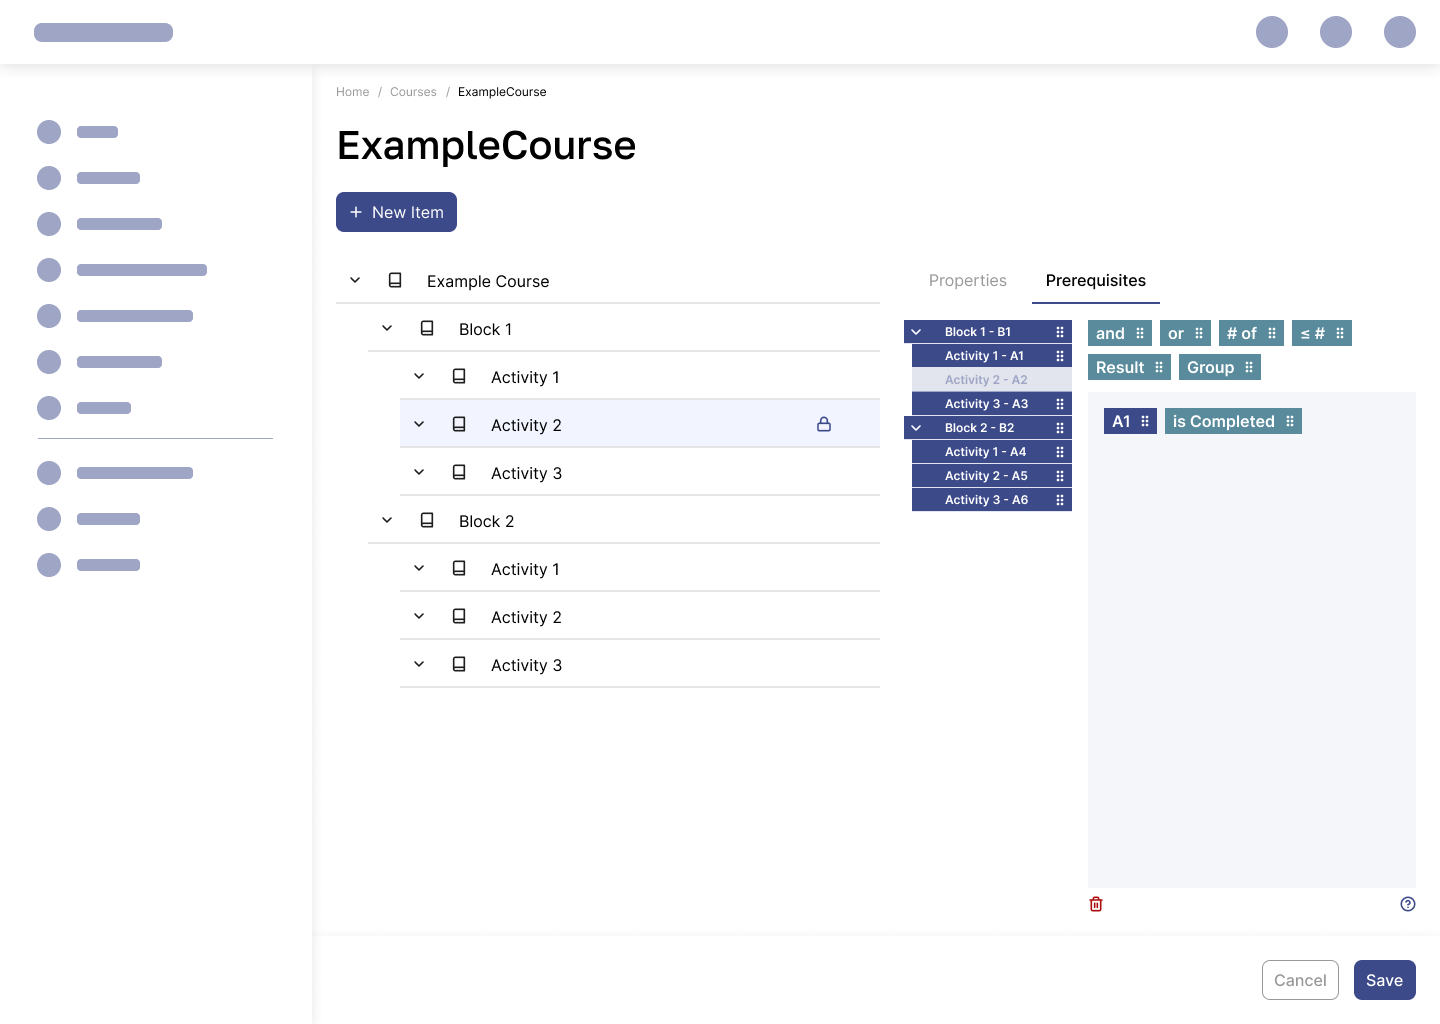 Home / Courses / ExampleCourse
ExampleCourse
+ New Item
Example Course
Block 1
Activity 1
Activity 2
Activity 3
Block 2
Activity 1
Activity 2
Activity 3
Properties Prerequisites
Block 1 - B1
Activity 1 - A1
Activity 2 - A2
Activity 3 - A3
Block 2 - B2
Activity 1 - A4
Activity 2 - A5
Activity 3 - A6
and or # of ≤ #
Result Group
A1 is Completed
Cancel Save